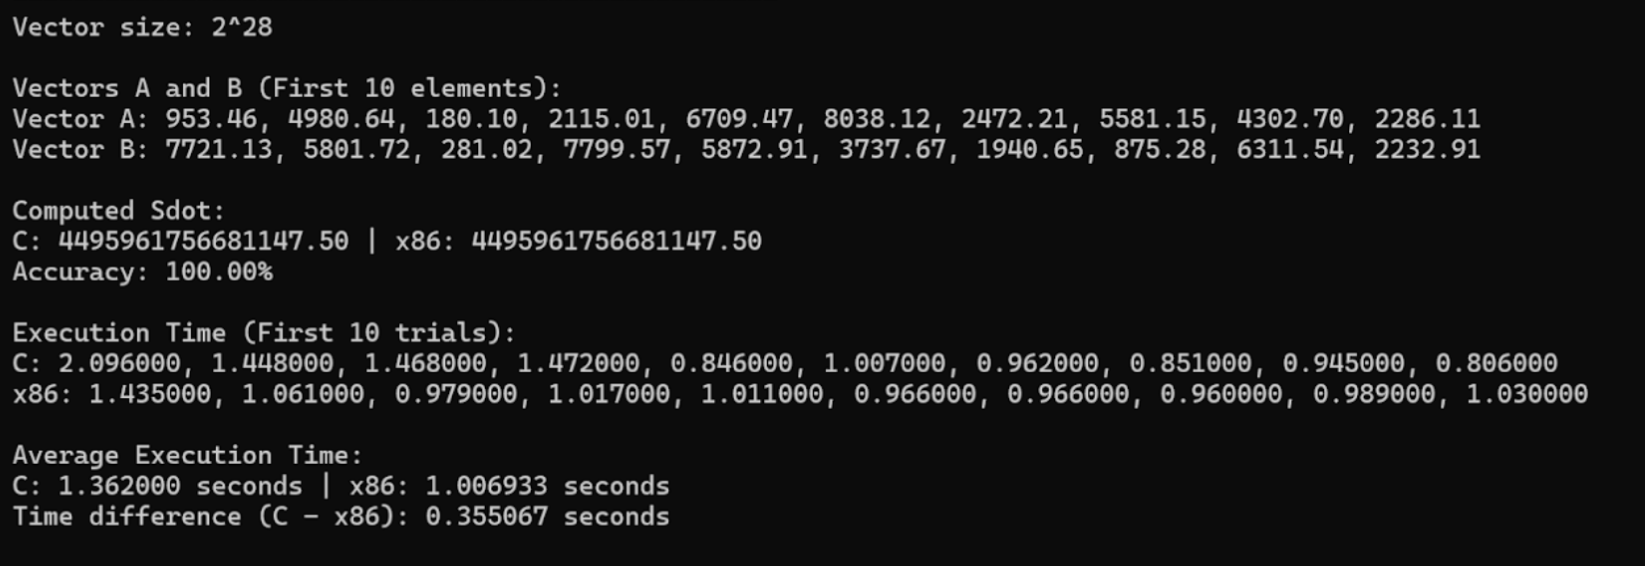 Vector size: 2^28
Vectors A and B (First 10 elements):
Vector A: 953.46, 4980.64, 180.10, 2115.01, 6709.47, 8038.12, 2472.21, 5581.15, 4302.70, 2286.11
Vector B: 7721.13, 5801.72, 281.02, 7799.57, 5872.91, 3737.67, 1940.65, 875.28, 6311.54, 2232.91
Computed Sdot:
C: 4495961756681147.50 | x86: 4495961756681147.50
Accuracy: 100.00%
Execution Time (First 10 trials):
C: 2.096000, 1.448000, 1.468000, 1.472000, 0.846000, 1.007000, 0.962000, 0.851000, 0.945000, 0.806000
x86: 1.435000, 1.061000, 0.979000, 1.017000, 1.011000, 0.966000, 0.966000, 0.960000, 0.989000, 1.030000
Average Execution Time:
C: 1.362000 seconds | x86: 1.006933 seconds
Time difference (C - x86): 0.355067 seconds